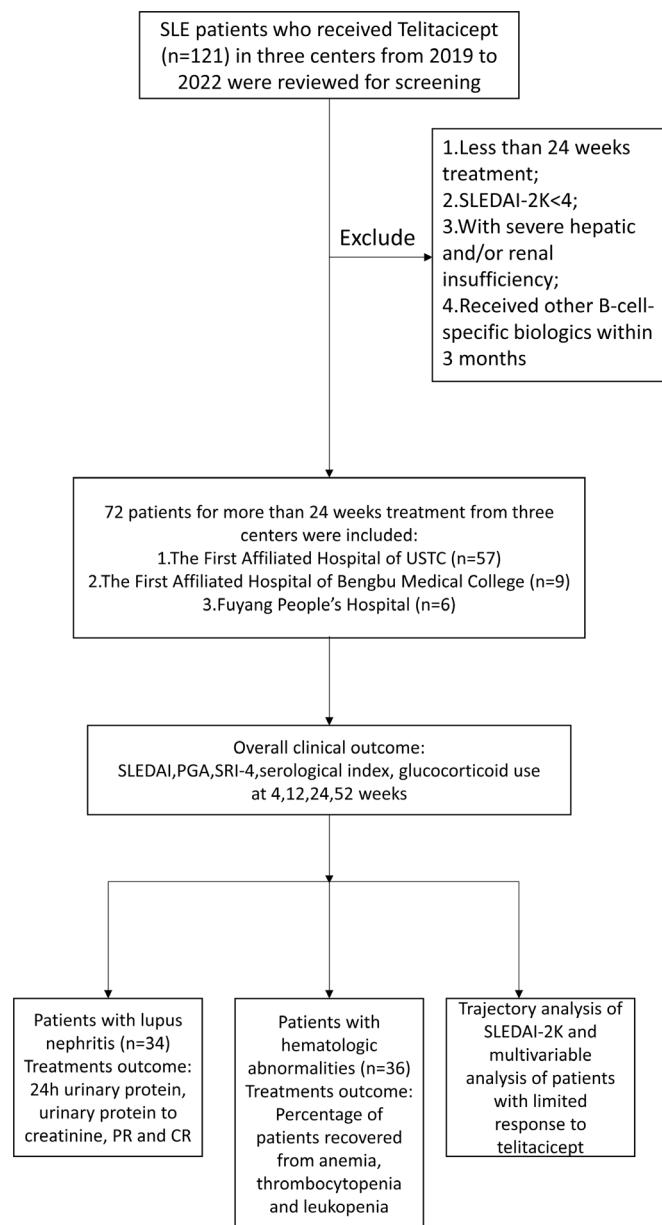 SLE patients who received Telitacicept
(n=121) in three centers from 2019 to
2022 were reviewed for screening
1.Less than 24 weeks
treatment;
2.SLEDAI-2K<4;
3.With severe hepatic
and/or renal
insufficiency;
4.Received other B-cell-
specific biologics within
3 months
Exclude
72 patients for more than 24 weeks treatment from three
centers were included:
1.The First Affiliated Hospital of USTC (n=57)
2.The First Affiliated Hospital of Bengbu Medical College (n=9)
3.Fuyang People’s Hospital (n=6)
Overall clinical outcome:
SLEDAI,PGA,SRI-4,serological index, glucocorticoid use
at 4,12,24,52 weeks
Patients with lupus
nephritis (n=34)
Treatments outcome:
24h urinary protein,
urinary protein to
creatinine, PR and CR
Patients with
hematologic
abnormalities (n=36)
Treatments outcome:
Percentage of
patients recovered
from anemia,
thrombocytopenia
and leukopenia
Trajectory analysis of
SLEDAI-2K and
multivariable
analysis of patients
with limited
response to
telitacicept